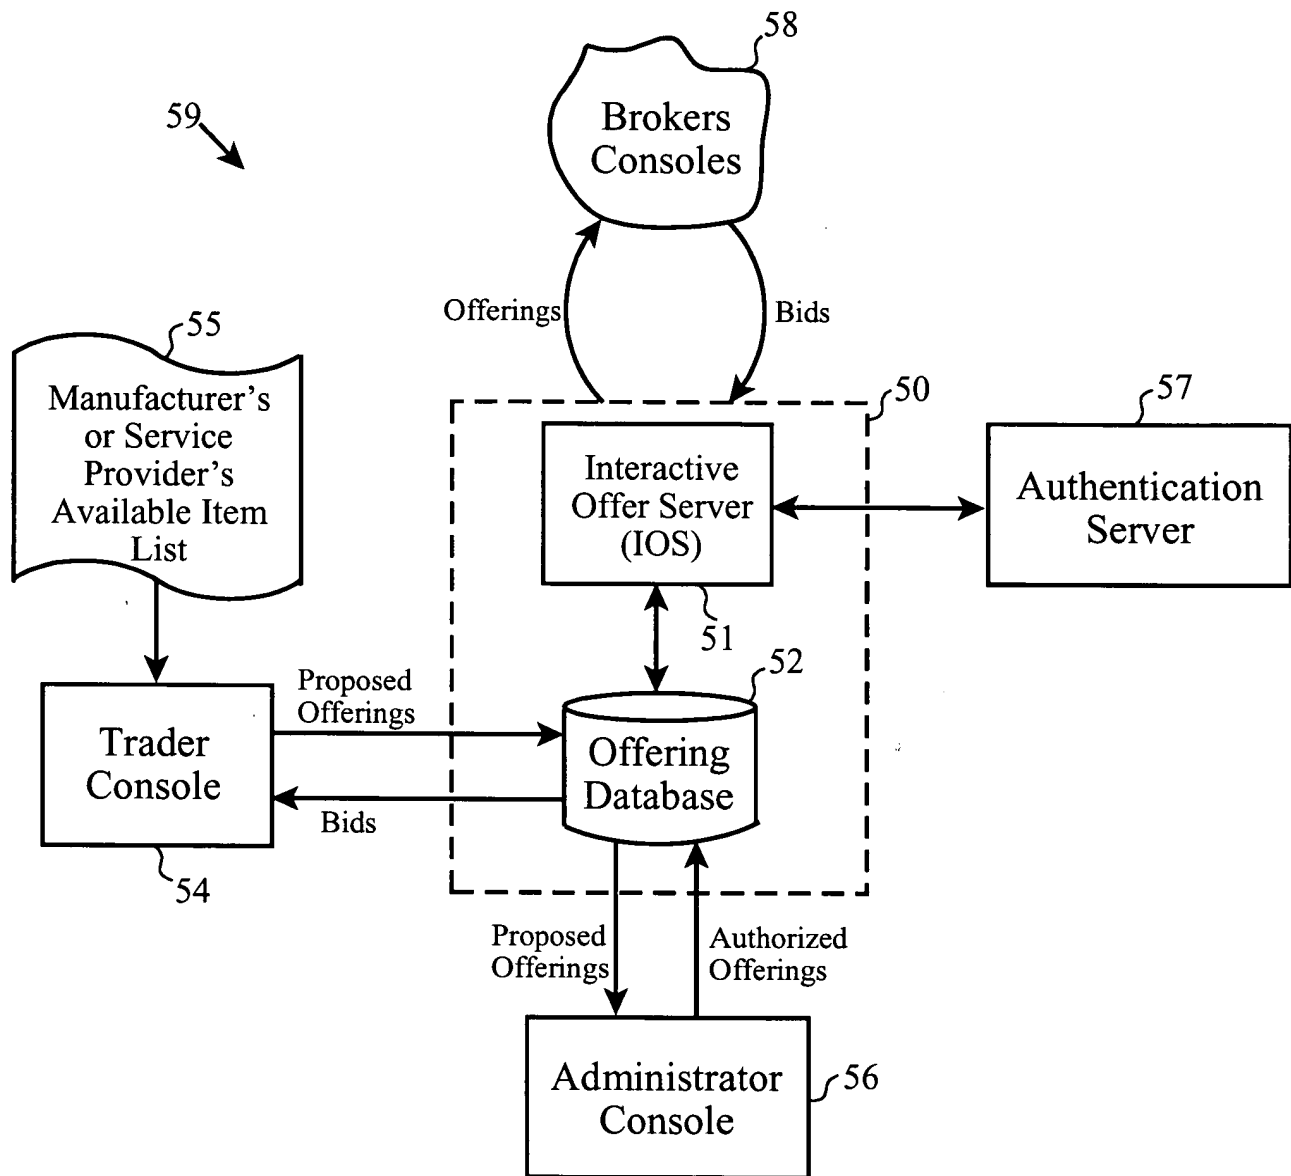 58
Brokers
Consoles
59
Offerings
Bids
55
Manufacturer’s
or Service
Provider’s
Available Item
List
50
57
Interactive
Offer Server
(IOS)
Authentication
Server
51
52
Proposed
Offerings
Trader
Console
Offering
Database
Bids
54
Proposed
Offerings
Authorized
Offerings
Administrator
Console
56